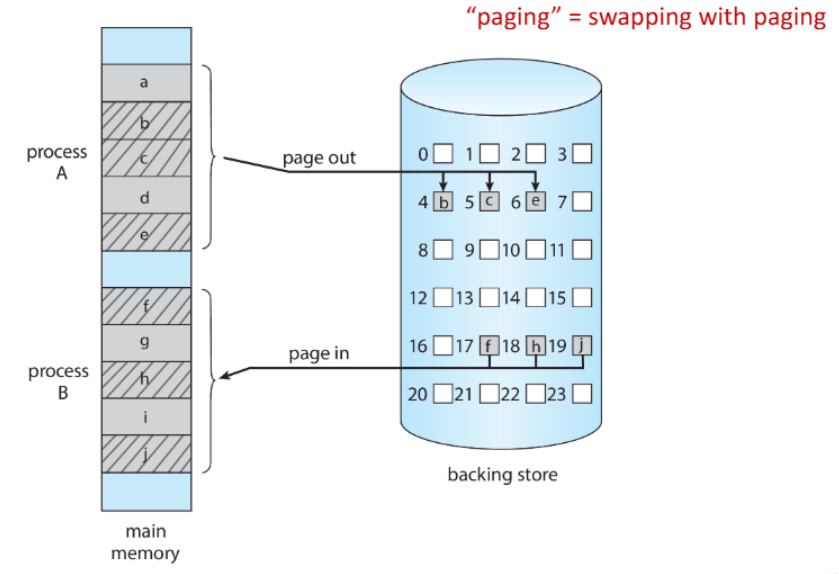 “paging” = swapping with paging
a
b
c
d
e
process
A
page out
0 1 2 3
4 b 5 c 6 e 7
8 9 10 11
12 13 14 15
16 17 f 18 h 19 j
20 21 22 23
f
g
h
i
j
process
B
page in
backing store
main
memory